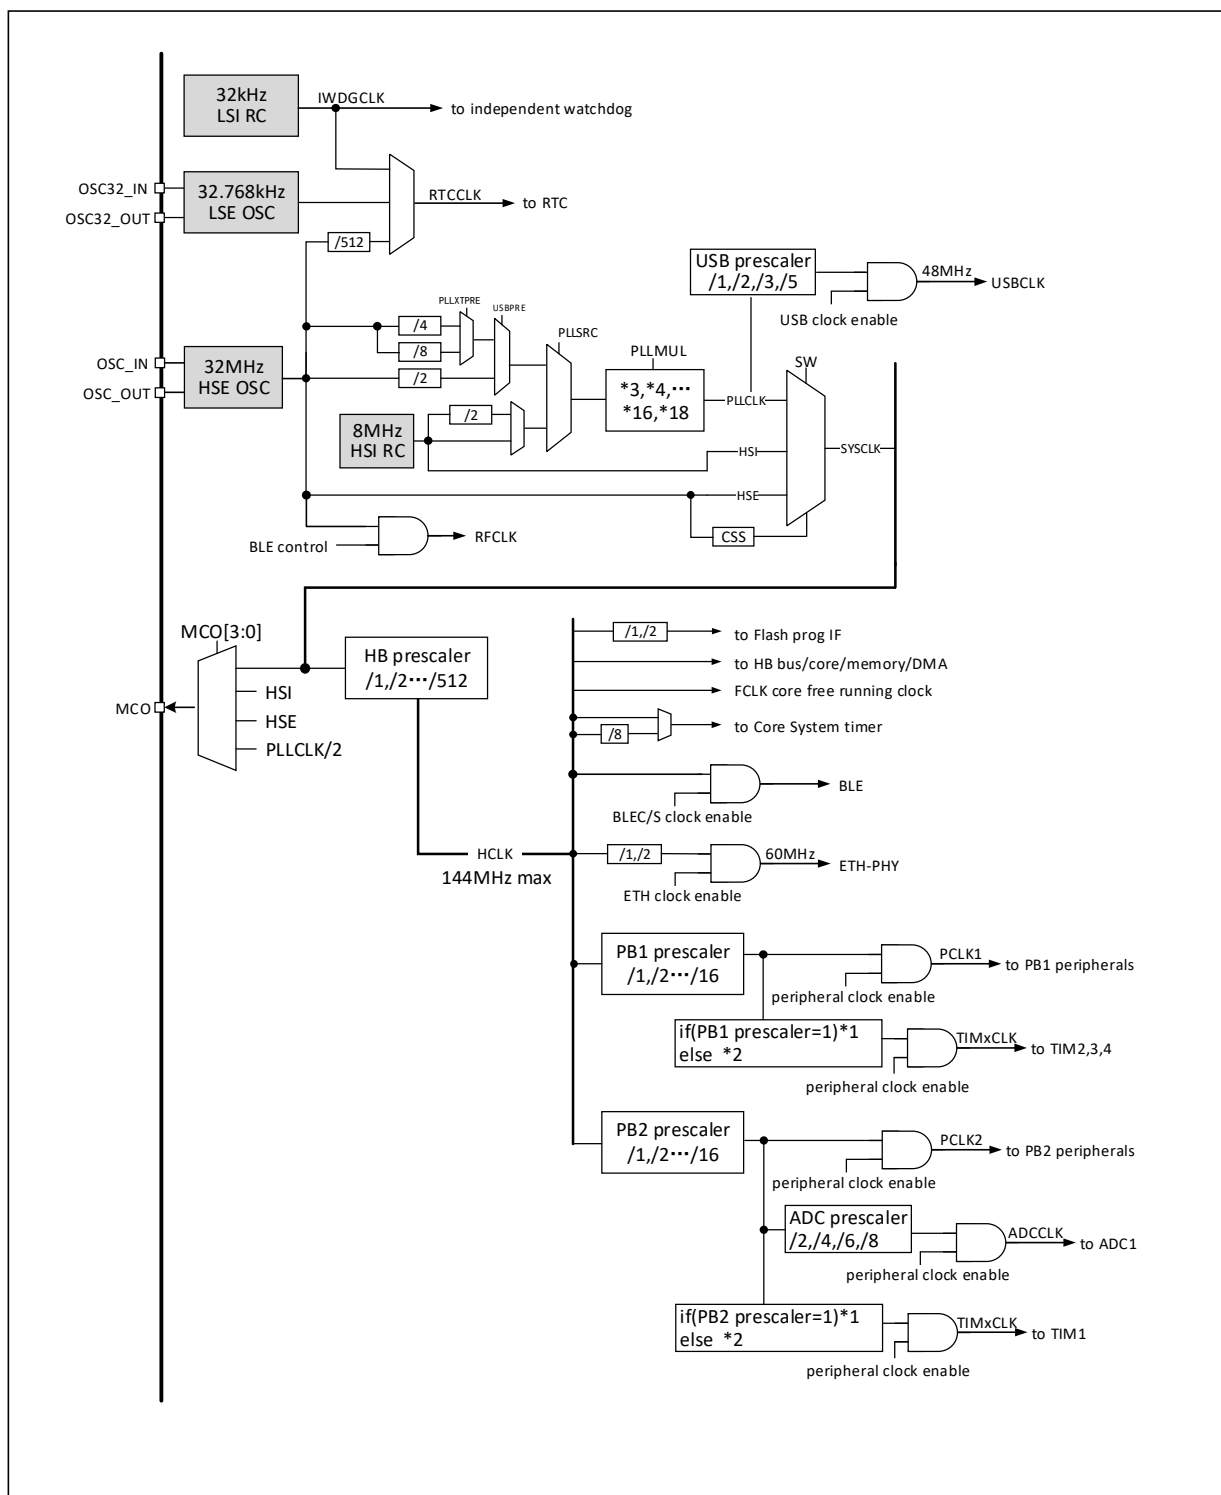 32kHz
LSI RC
IWDGCLK
to independent watchdog
OSC32_IN
OSC32_OUT
32.768kHz
LSE OSC
RTCCLK
to RTC
/512
USB prescaler
/1,/2,/3,/5
48MHz
USBCLK
USB clock enable
PLLXTPRE
USBPRE
/4
/8
/2
PLLSRC
PLLMUL
*3,*4,···
*16,*18
PLLCLK
SW
OSC_IN
OSC_OUT
32MHz
HSE OSC
8MHz
HSI RC
/2
HSI
SYSCLK
HSE
CSS
BLE control
RFCLK
MCO[3:0]
MCO
HSI
HSE
PLLCLK/2
HB prescaler
/1,/2···/512
/1,/2
to Flash prog IF
to HB bus/core/memory/DMA
FCLK core free running clock
/8
to Core System timer
BLE
BLEC/S clock enable
HCLK
144MHz max
/1,/2
60MHz
ETH-PHY
ETH clock enable
PB1 prescaler
/1,/2···/16
PCLK1
to PB1 peripherals
peripheral clock enable
if(PB1 prescaler=1)*1
else *2
TIMxCLK
to TIM2,3,4
peripheral clock enable
PB2 prescaler
/1,/2···/16
PCLK2
to PB2 peripherals
peripheral clock enable
ADC prescaler
/2,/4,/6,/8
ADCCLK
to ADC1
peripheral clock enable
if(PB2 prescaler=1)*1
else *2
TIMxCLK
to TIM1
peripheral clock enable